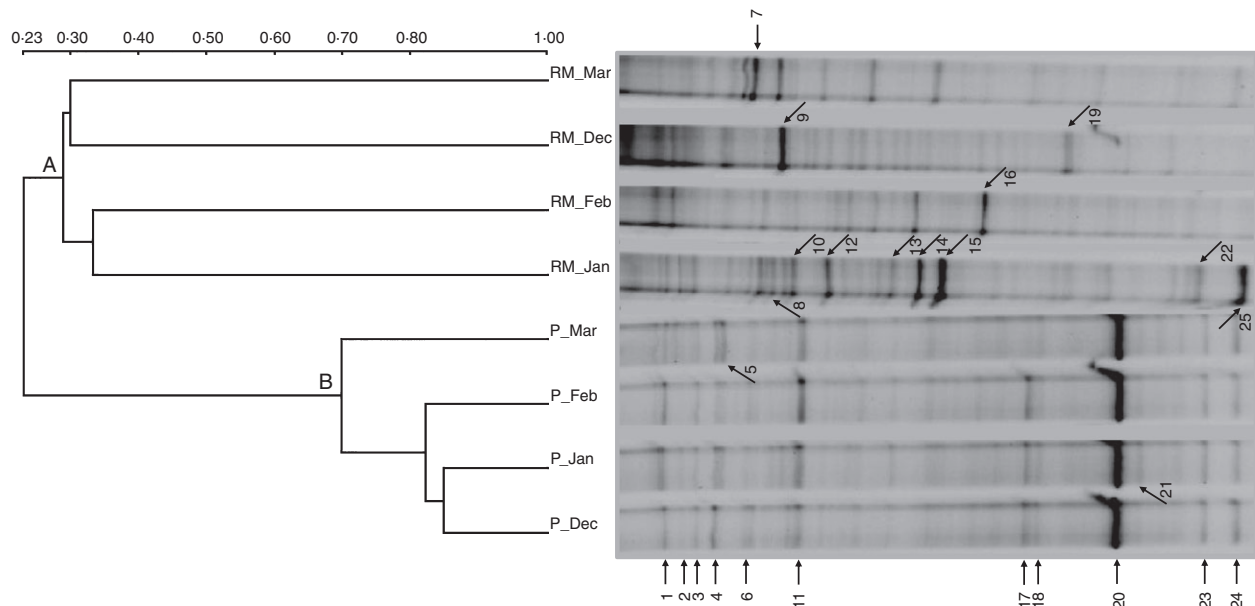 0·23 0·30 0·40 0·50 0·60 0·70 0·80 1·00
7
RM_Mar
9
19
RM_Dec
A
16
RM_Feb
10 12 13 14 15 22
RM_Jan
8
25
P_Mar
5
B
P_Feb
P_Jan
21
P_Dec
1 2 3 4 6 11 17 18 20 23 24